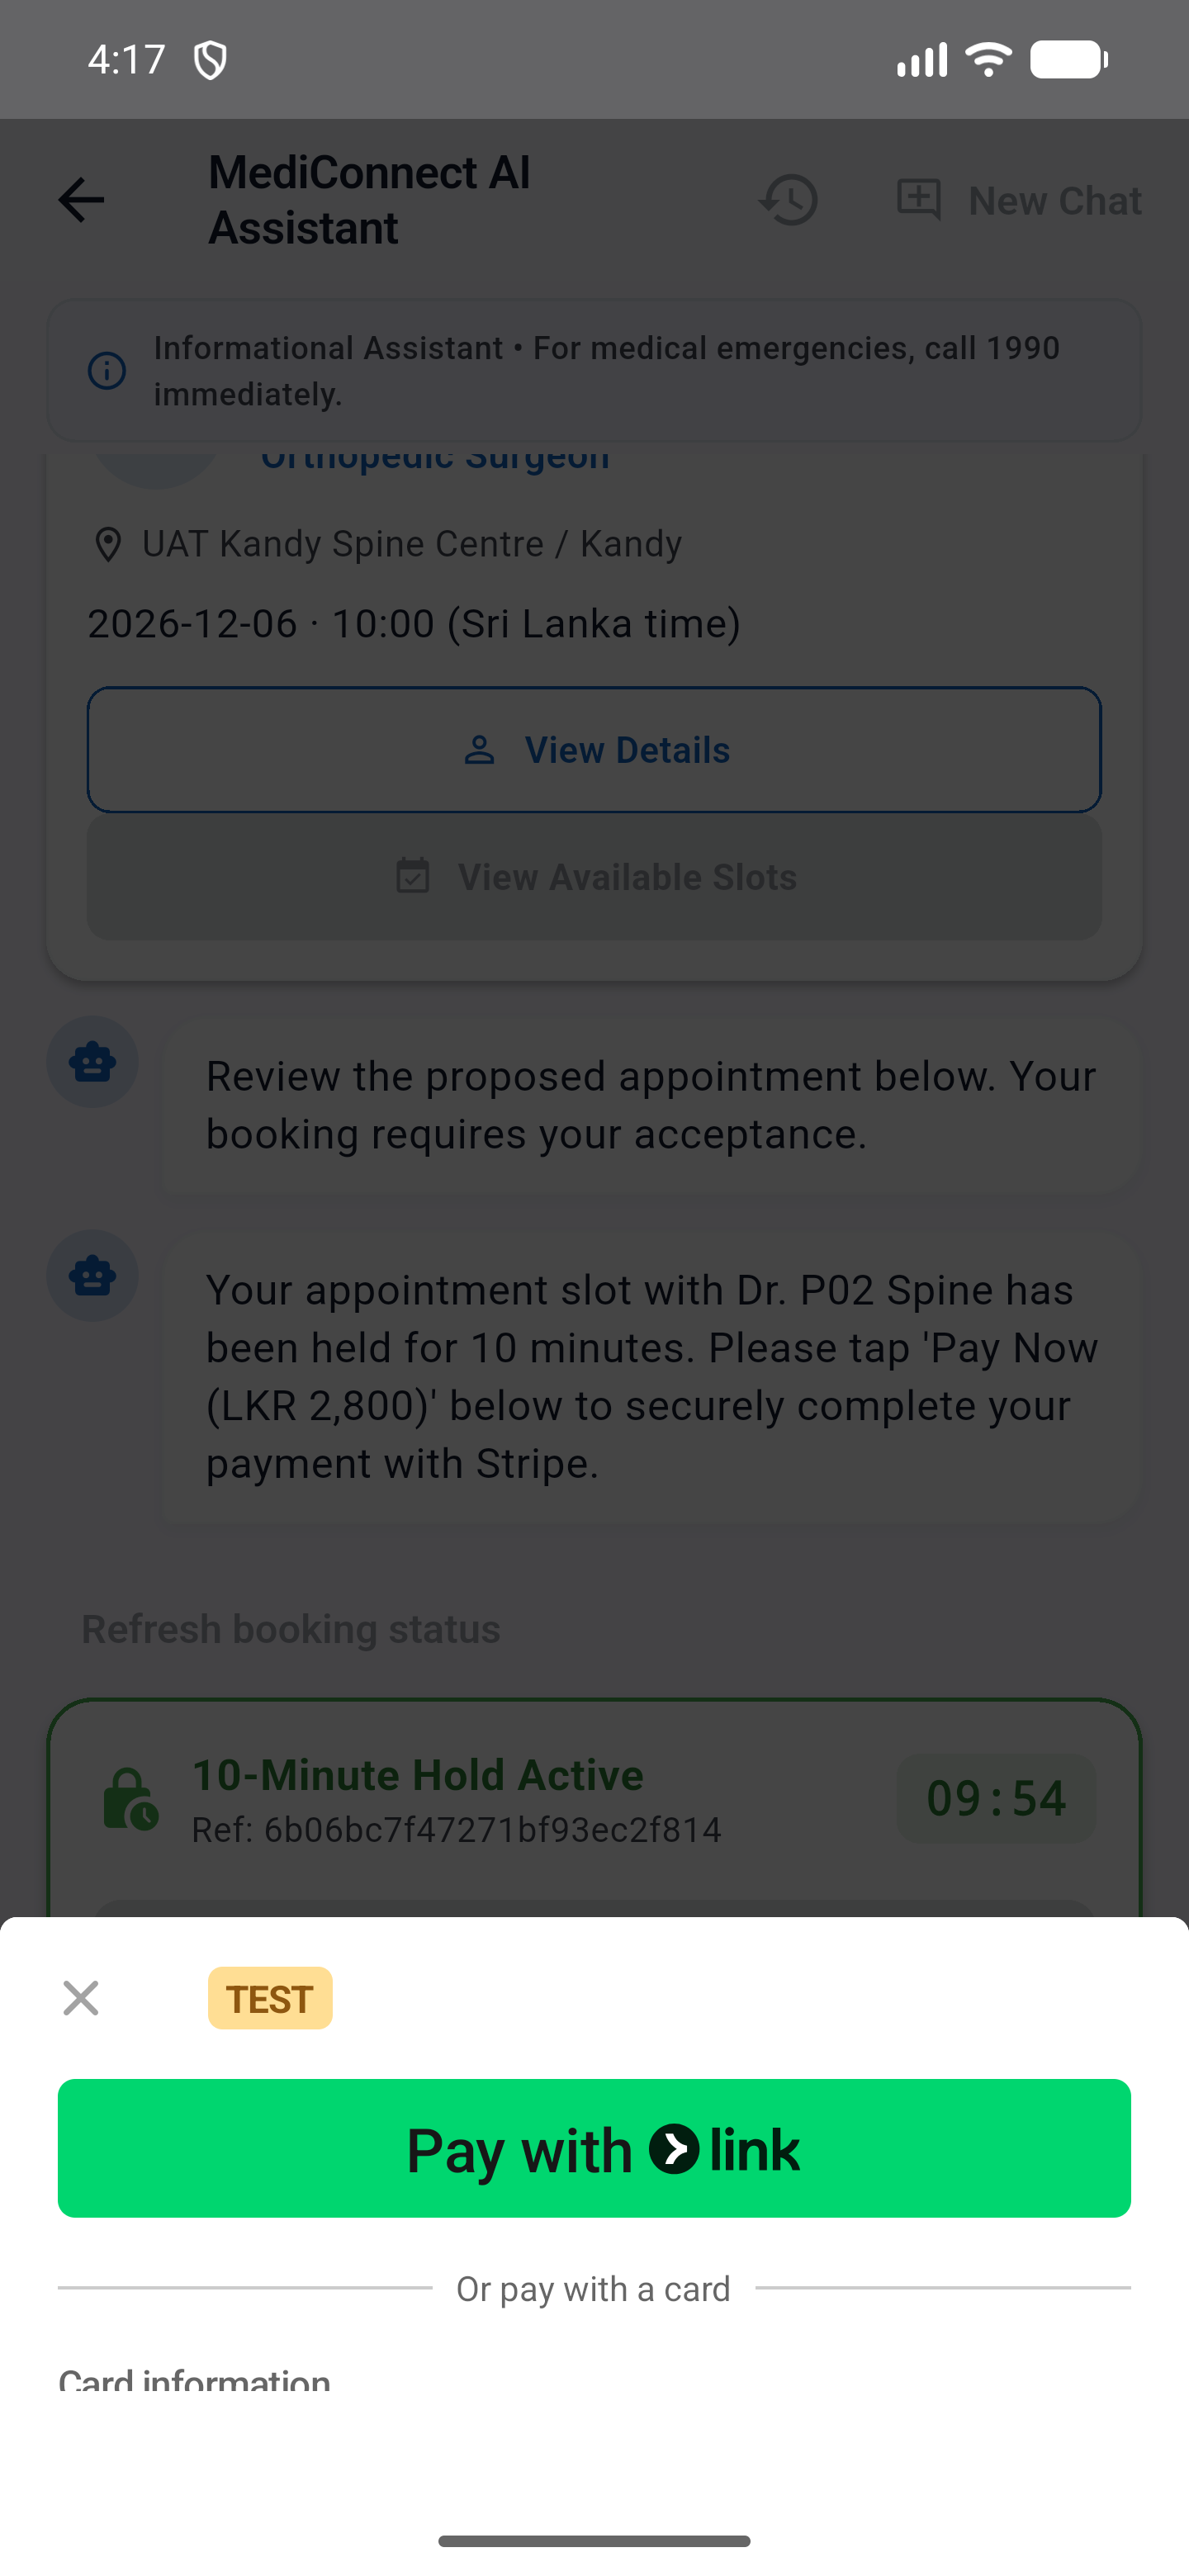 4:17
MediConnect AI
Assistant
New Chat
Informational Assistant • For medical emergencies, call 1990
immediately.
Orthopedic Surgeon
UAT Kandy Spine Centre / Kandy
2026-12-06 · 10:00 (Sri Lanka time)
View Details
View Available Slots
Review the proposed appointment below. Your
booking requires your acceptance.
Your appointment slot with Dr. P02 Spine has
been held for 10 minutes. Please tap 'Pay Now
(LKR 2,800)' below to securely complete your
payment with Stripe.
Refresh booking status
10-Minute Hold Active
09:54
Ref: 6b06bc7f47271bf93ec2f814
TEST
Pay with link
Or pay with a card
Card information